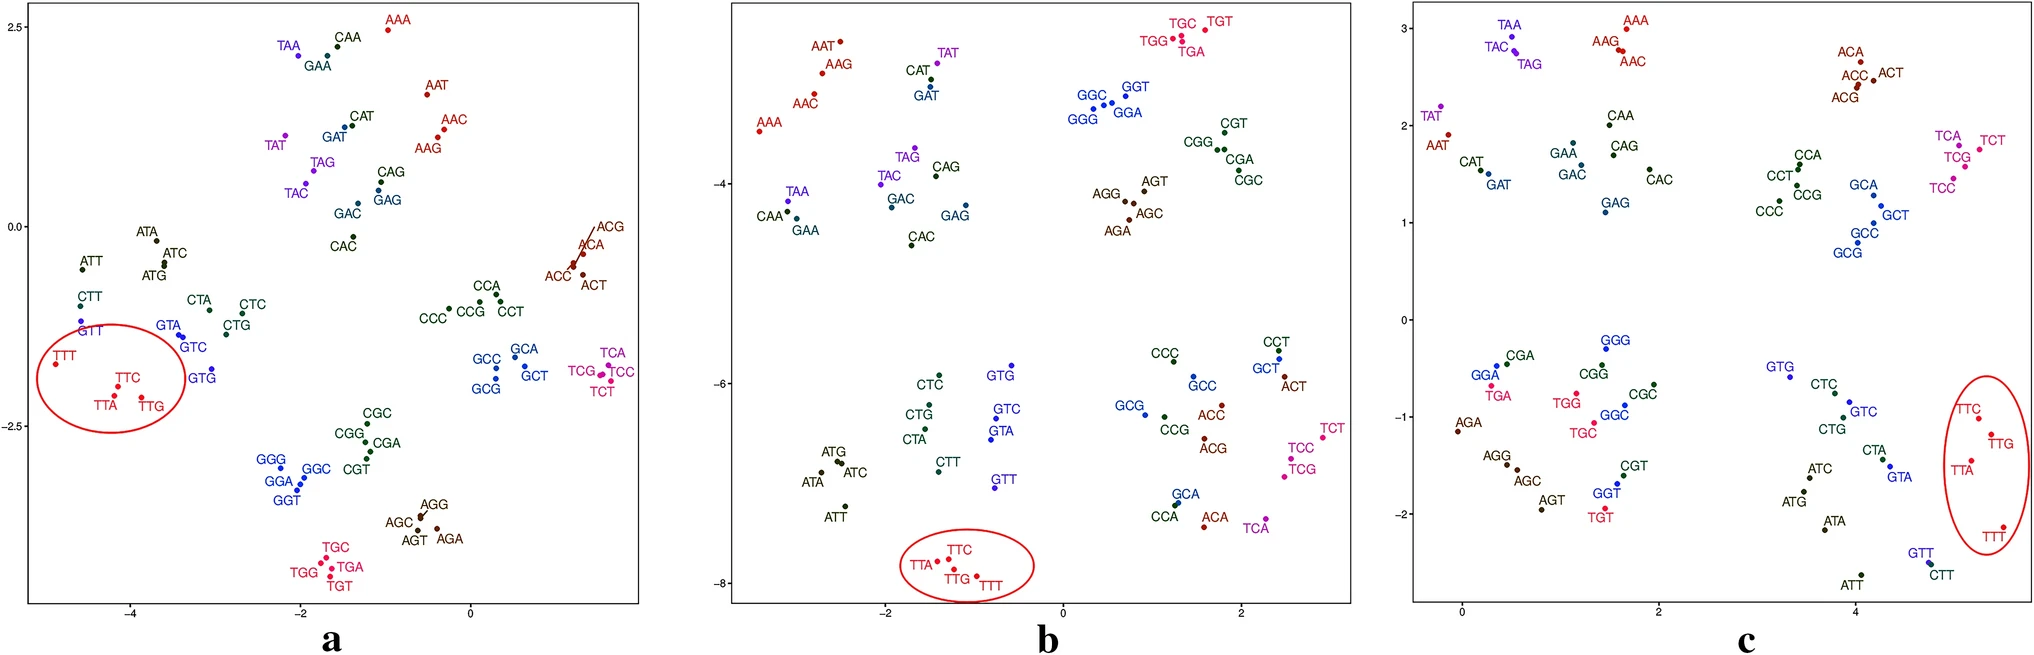 2.5
0.0
−2.5
−4
−2
0
AAA
CAA
TAA
GAA
AAT
CAT
GAT
TAT
AAC
AAG
TAG
TAC
CAG
GAG
GAC
CAC
ACG
ACA
ACC
ACT
ATA
ATC
ATT
ATG
CTT
GTT
CTA
CTC
CTG
GTA
GTC
GTG
CCA
CCC
CCG
CCT
GCC
GCA
GCG
GCT
TCA
TCG
TCC
TCT
TTT
TTC
TTA
TTG
CGC
CGG
CGA
CGT
GGG
GGC
GGA
GGT
AGG
AGC
AGT
AGA
TGC
TGG
TGA
TGT
a
−4
−6
−8
−2
0
2
TGC
TGT
TGG
TGA
AAT
AAG
AAC
AAA
TAT
CAT
GAT
GGC
GGT
GGG
GGA
CGT
CGG
CGA
CGC
TAG
CAG
TAC
TAA
GAC
CAA
GAA
GAG
CAC
AGG
AGT
AGC
AGA
CCC
CCT
GCT
ACT
GCC
GCG
CCG
ACC
ACG
GTG
CTC
CTG
CTA
CTT
GTC
GTA
GTT
TCT
TCC
TCG
TCA
GCA
CCA
ACA
ATG
ATC
ATA
ATT
TTC
TTA
TTG
TTT
b
3
2
1
0
−1
−2
0
2
4
TAA
TAC
TAG
AAA
AAG
AAC
ACA
ACC
ACT
ACG
TAT
AAT
CAA
CAT
GAT
GAA
CAG
GAC
CAC
GAG
CCA
CCT
CCG
CCC
TCA
TCT
TCG
TCC
GCA
GCT
GCC
GCG
GGG
CGA
GGA
CGG
TGA
TGG
CGC
GGC
TGC
AGA
AGG
AGC
AGT
CGT
GGT
TGT
GTG
CTC
GTC
CTG
CTA
GTA
ATC
ATG
ATA
GTT
CTT
ATT
TTC
TTG
TTA
TTT
c